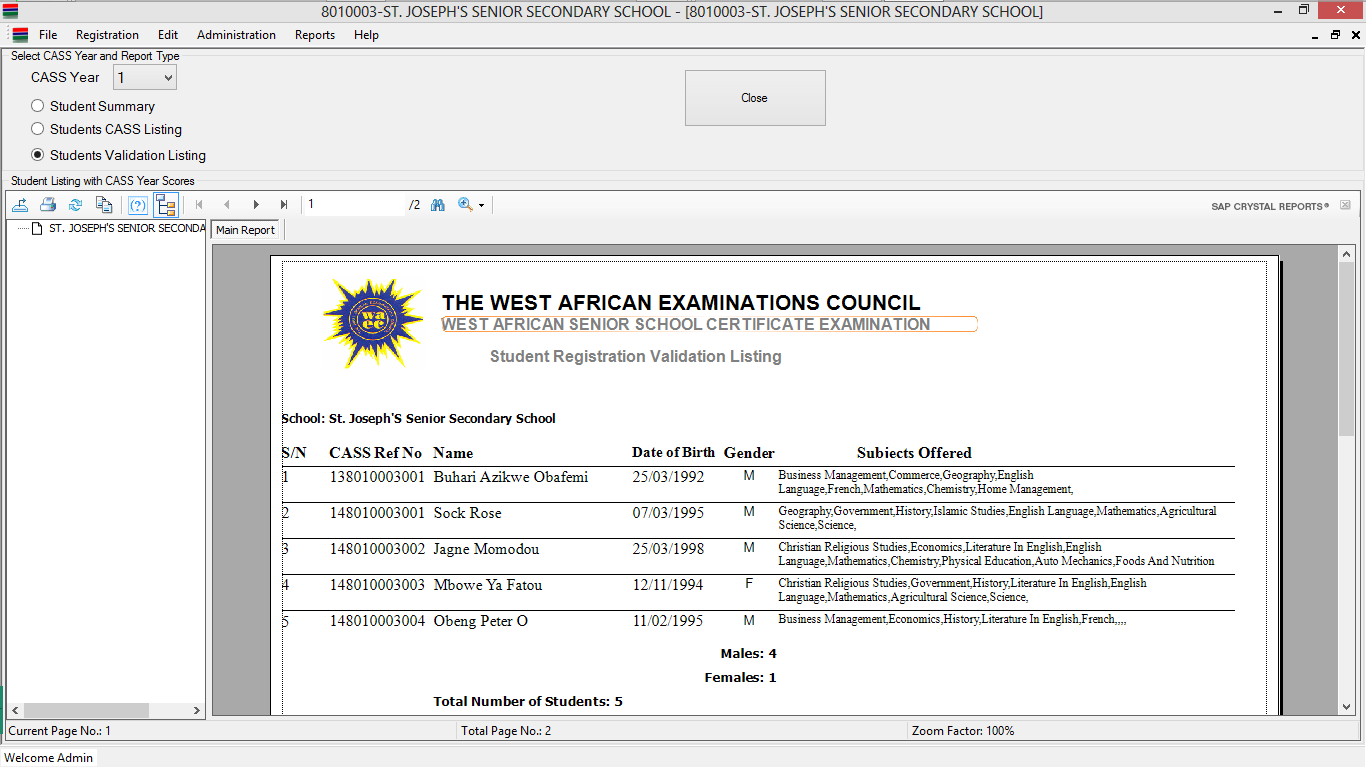 8010003-ST. JOSEPH'S SENIOR SECONDARY SCHOOL - [8010003-ST. JOSEPH'S SENIOR SECONDARY SCHOOL]
File Registration Edit Administration Reports Help
Select CASS Year and Report Type
CASS Year 1
Close
Student Summary
Students CASS Listing
Students Validation Listing
Student Listing with CASS Year Scores
1 /2
SAP CRYSTAL REPORTS®
ST. JOSEPH'S SENIOR SECONDA
Main Report
waec
THE WEST AFRICAN EXAMINATIONS COUNCIL
WEST AFRICAN SENIOR SCHOOL CERTIFICATE EXAMINATION
Student Registration Validation Listing
School: St. Joseph'S Senior Secondary School
S/N CASS Ref No Name Date of Birth Gender Subjects Offered
1 138010003001 Buhari Azikwe Obafemi 25/03/1992 M Business Management,Commerce,Geography,English
Language,French,Mathematics,Chemistry,Home Management,
2 148010003001 Sock Rose 07/03/1995 M Geography,Government,History,Islamic Studies,English Language,Mathematics,Agricultural
Science,Science,
3 148010003002 Jagne Momodou 25/03/1998 M Christian Religious Studies,Economics,Literature In English,English
Language,Mathematics,Chemistry,Physical Education,Auto Mechanics,Foods And Nutrition
4 148010003003 Mbowe Ya Fatou 12/11/1994 F Christian Religious Studies,Government,History,Literature In English,English
Language,Mathematics,Agricultural Science,Science,
5 148010003004 Obeng Peter O 11/02/1995 M Business Management,Economics,History,Literature In English,French,,,,
Males: 4
Females: 1
Total Number of Students: 5
Current Page No.: 1 Total Page No.: 2 Zoom Factor: 100%
Welcome Admin